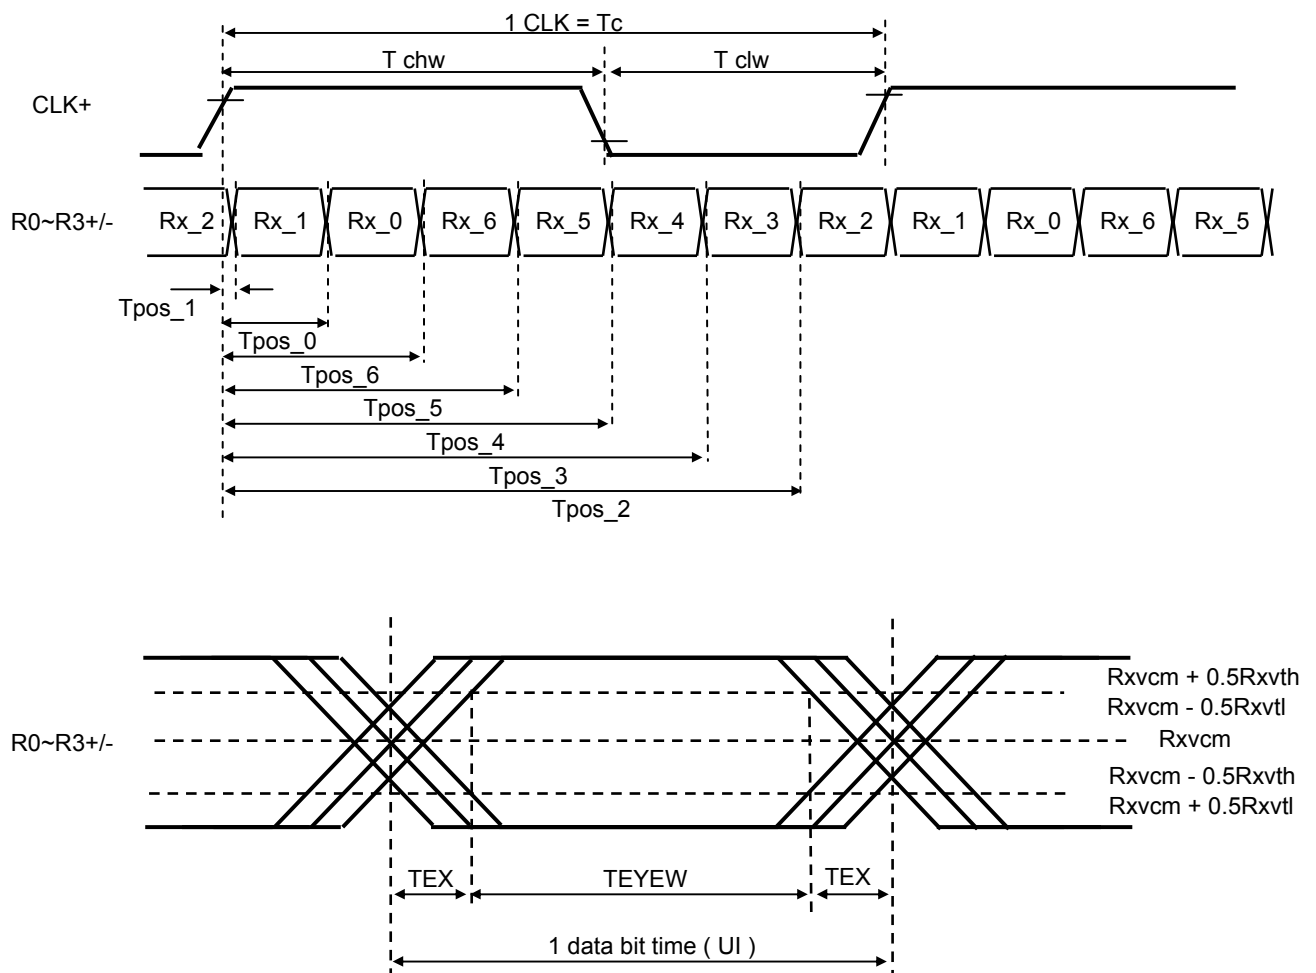 1 CLK = Tc
T chw
T clw
CLK+
R0~R3+/-
Rx_2
Rx_1
Rx_0
Rx_6
Rx_5
Rx_4
Rx_3
Rx_2
Rx_1
Rx_0
Rx_6
Rx_5
Tpos_1
Tpos_0
Tpos_6
Tpos_5
Tpos_4
Tpos_3
Tpos_2
Rxvcm + 0.5Rxvth
Rxvcm - 0.5Rxvtl
R0~R3+/-
Rxvcm
Rxvcm - 0.5Rxvth
Rxvcm + 0.5Rxvtl
TEX
TEYEW
TEX
1 data bit time ( UI )